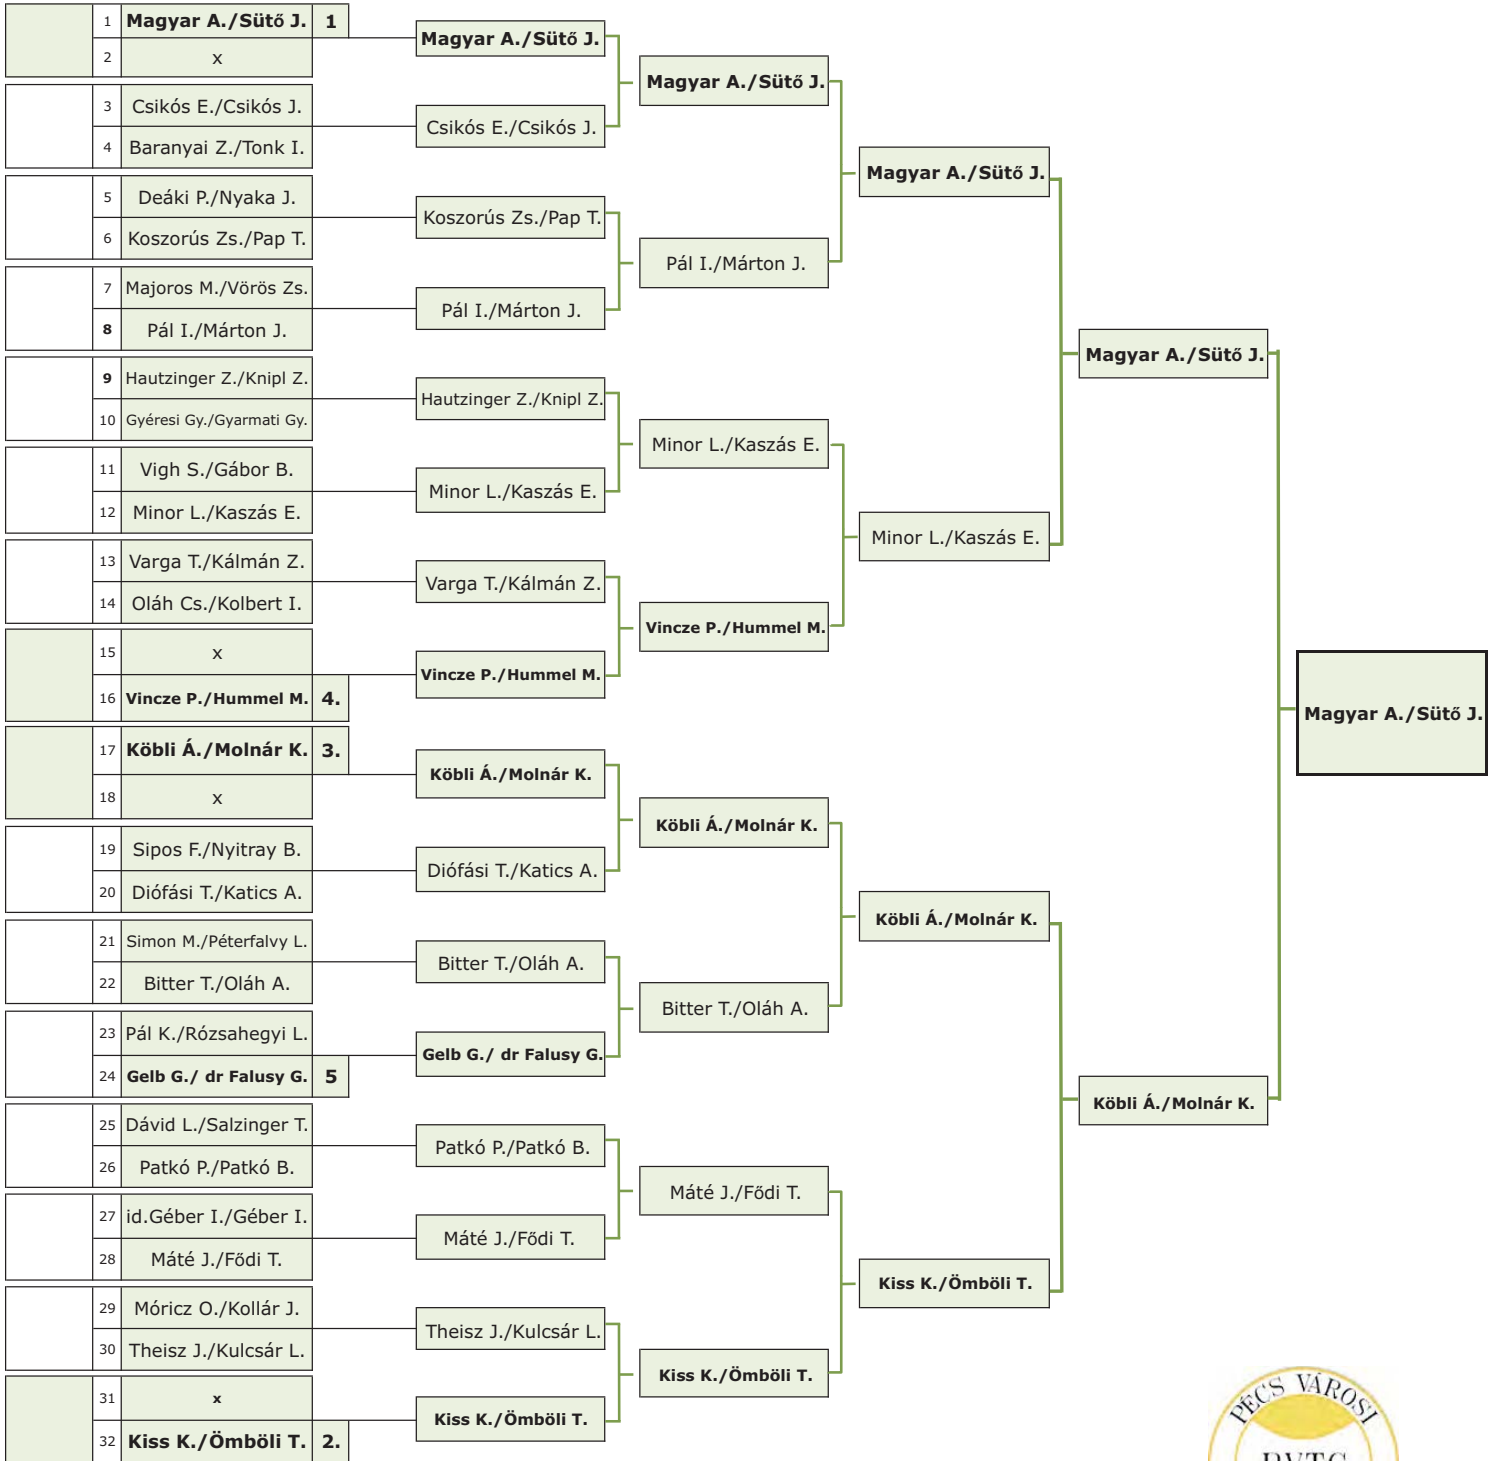 1 Magyar A./Sütő J. 1
2 x
3 Csikós E./Csikós J.
4 Baranyai Z./Tonk I.
5 Deáki P./Nyaka J.
6 Koszorús Zs./Pap T.
7 Majoros M./Vörös Zs.
8 Pál I./Márton J.
9 Hautzinger Z./Knipl Z.
10 Gyéresi Gy./Gyarmati Gy.
11 Vigh S./Gábor B.
12 Minor L./Kaszás E.
13 Varga T./Kálmán Z.
14 Oláh Cs./Kolbert I.
15 x
16 Vincze P./Hummel M. 4.
17 Köbli Á./Molnár K. 3.
18 x
19 Sipos F./Nyitray B.
20 Diófási T./Katics A.
21 Simon M./Péterfalvy L.
22 Bitter T./Oláh A.
23 Pál K./Rózsahegyi L.
24 Gelb G./ dr Falusy G. 5
25 Dávid L./Salzinger T.
26 Patkó P./Patkó B.
27 id.Géber I./Géber I.
28 Máté J./Fődi T.
29 Móricz O./Kollár J.
30 Theisz J./Kulcsár L.
31 x
32 Kiss K./Ömböli T. 2.
Magyar A./Sütő J.
Csikós E./Csikós J.
Koszorús Zs./Pap T.
Pál I./Márton J.
Hautzinger Z./Knipl Z.
Minor L./Kaszás E.
Varga T./Kálmán Z.
Vincze P./Hummel M.
Köbli Á./Molnár K.
Diófási T./Katics A.
Bitter T./Oláh A.
Gelb G./ dr Falusy G.
Patkó P./Patkó B.
Máté J./Fődi T.
Theisz J./Kulcsár L.
Kiss K./Ömböli T.
Magyar A./Sütő J.
Pál I./Márton J.
Minor L./Kaszás E.
Vincze P./Hummel M.
Köbli Á./Molnár K.
Bitter T./Oláh A.
Máté J./Fődi T.
Kiss K./Ömböli T.
Magyar A./Sütő J.
Minor L./Kaszás E.
Köbli Á./Molnár K.
Kiss K./Ömböli T.
Magyar A./Sütő J.
Köbli Á./Molnár K.
Magyar A./Sütő J.
PÉCS VÁROSI
PVTC